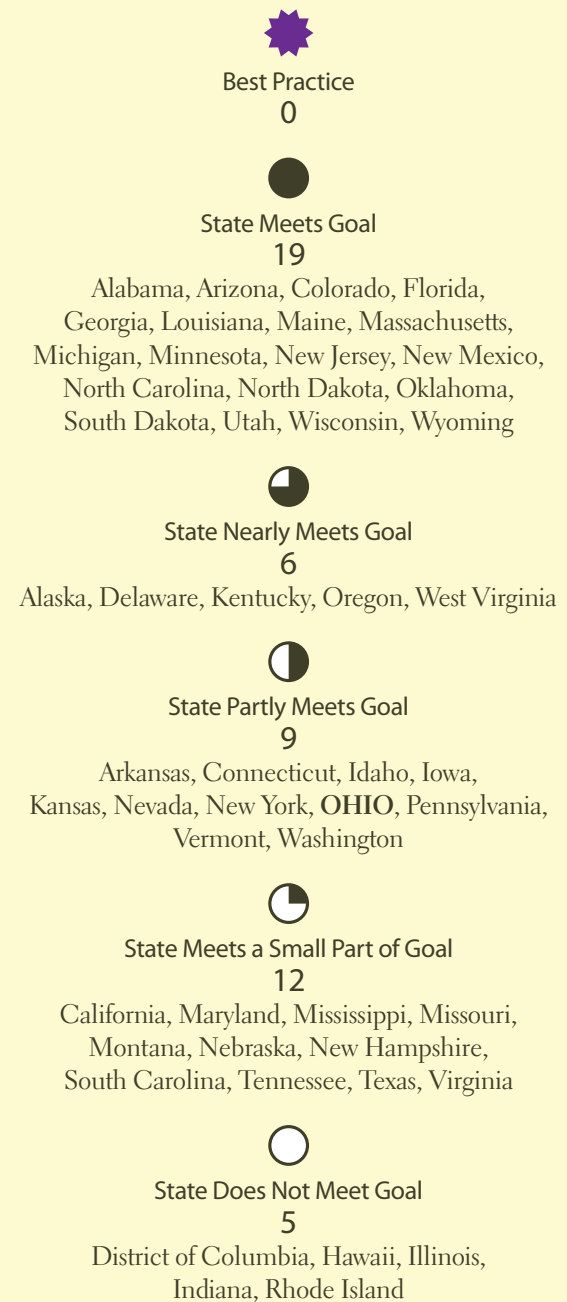 Best Practice
0
State Meets Goal
19
Alabama, Arizona, Colorado, Florida,
Georgia, Louisiana, Maine, Massachusetts,
Michigan, Minnesota, New Jersey, New Mexico,
North Carolina, North Dakota, Oklahoma,
South Dakota, Utah, Wisconsin, Wyoming
State Nearly Meets Goal
6
Alaska, Delaware, Kentucky, Oregon, West Virginia
State Partly Meets Goal
9
Arkansas, Connecticut, Idaho, Iowa,
Kansas, Nevada, New York, OHIO, Pennsylvania,
Vermont, Washington
State Meets a Small Part of Goal
12
California, Maryland, Mississippi, Missouri,
Montana, Nebraska, New Hampshire,
South Carolina, Tennessee, Texas, Virginia
State Does Not Meet Goal
5
District of Columbia, Hawaii, Illinois,
Indiana, Rhode Island